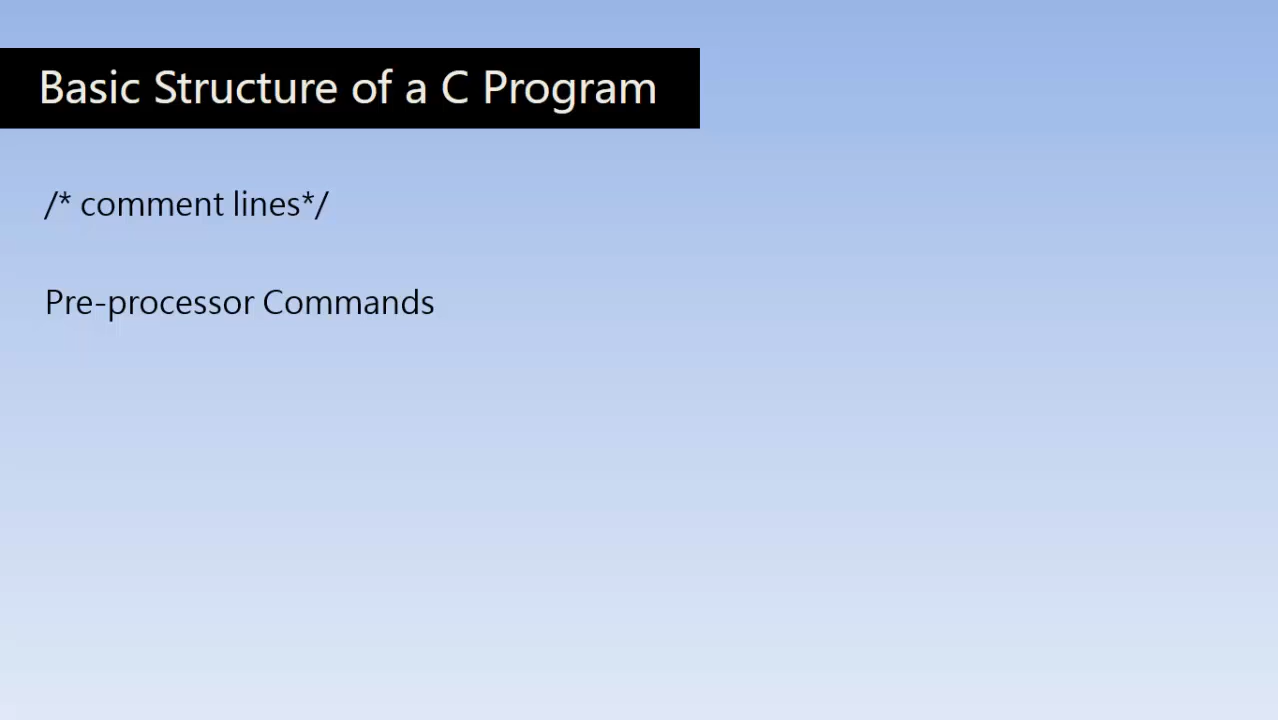 Basic Structure of a C Program
/* comment lines*/
Pre-processor Commands